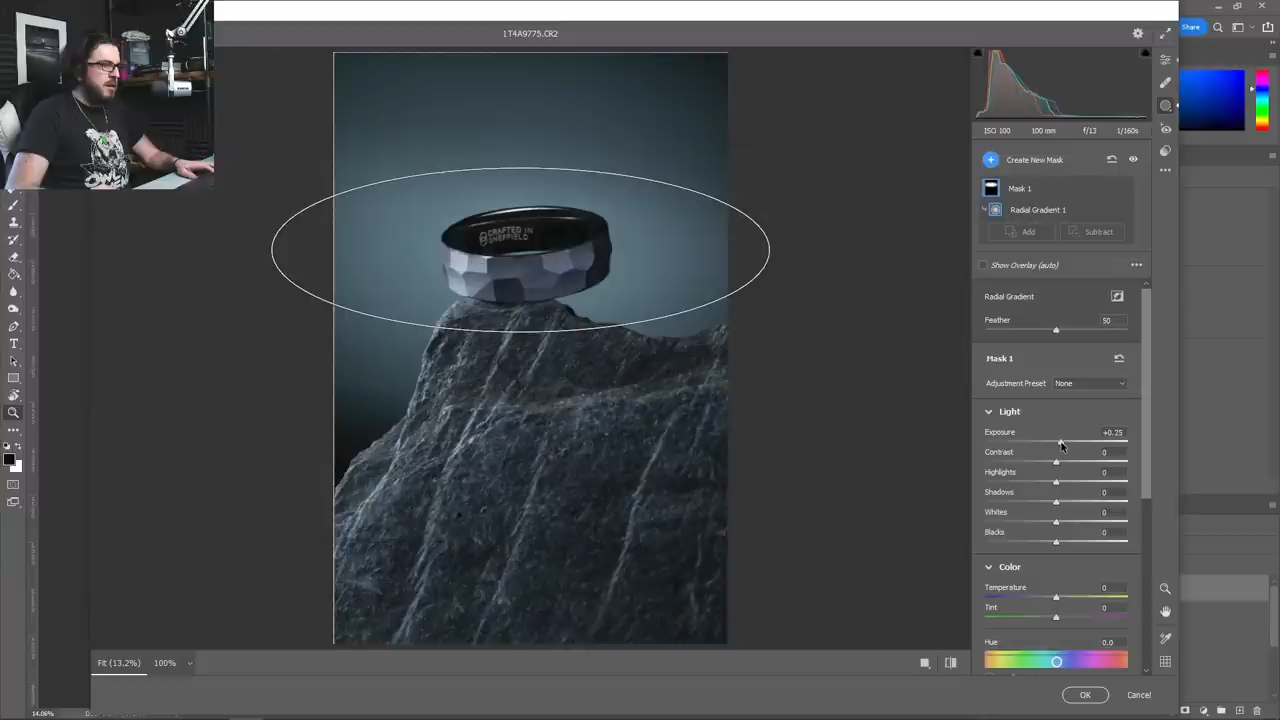 1T4A9775.CR2
Share
ISO 100 100 mm f/13 1/160s
Create New Mask
Mask 1
Radial Gradient 1
Add Subtract
Show Overlay (auto)
Radial Gradient
Feather 50
Mask 1
Adjustment Preset None
Light
Exposure +0.25
Contrast 0
Highlights 0
Shadows 0
Whites 0
Blacks 0
Color
Temperature 0
Tint 0
Hue 0.0
CRAFTED IN
SHEFFIELD
OWEN
T
Fit (13.2%) 100%
OK Cancel
14.06%